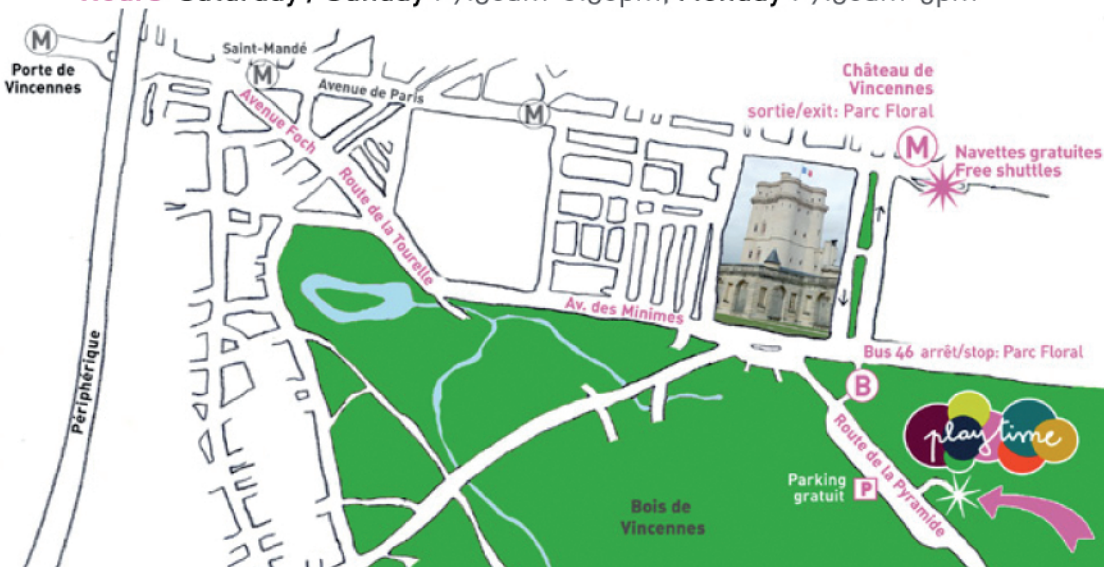 Hours Saturday / Sunday
Monday
M
Porte de
Vincennes
Saint-Mandé
M
Avenue de Paris
M
Avenue Foch
Route de la Tourelle
Château de
Vincennes
sortie/exit: Parc Floral
M
Navettes gratuites
Free shuttles
Av. des Minimes
Bus 46 arrêt/stop: Parc Floral
B
playtime
Route de la Pyramide
Parking
gratuit
P
Bois de
Vincennes
Périphérique